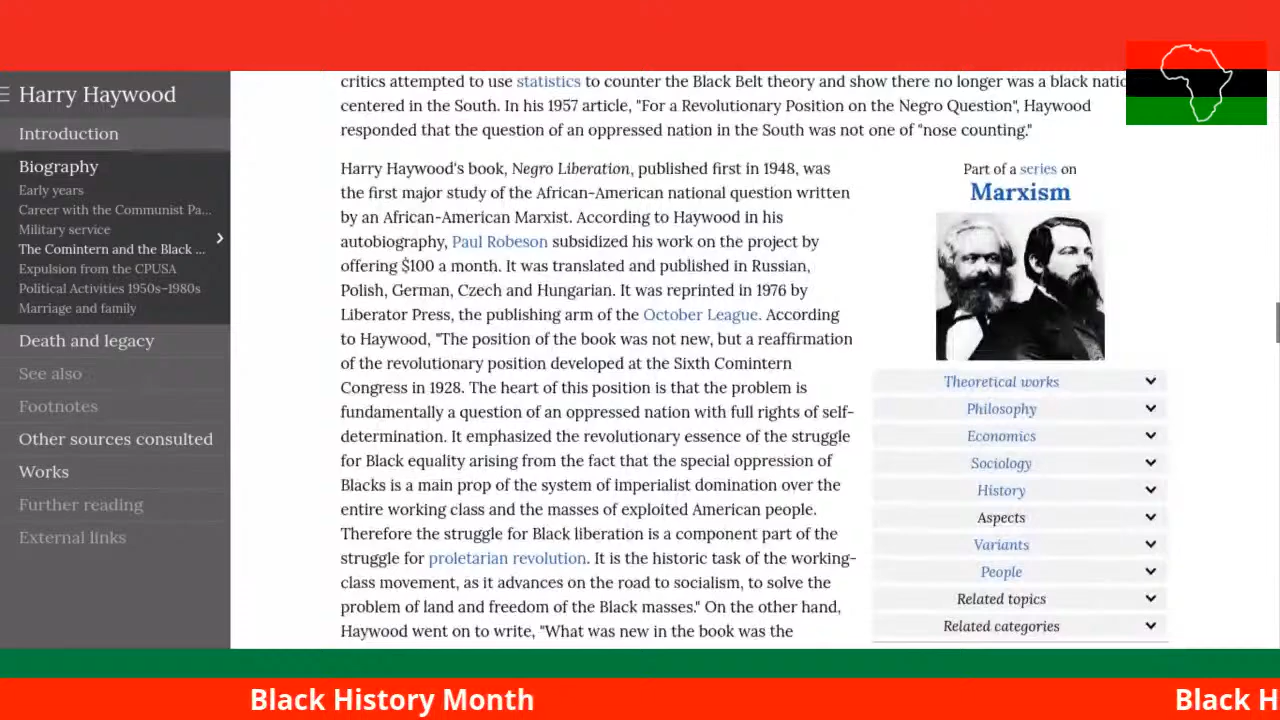 critics attempted to use statistics to counter the Black Belt theory and show there no longer was a black natio
centered in the South. In his 1957 article, "For a Revolutionary Position on the Negro Question", Haywood
responded that the question of an oppressed nation in the South was not one of "nose counting."
Harry Haywood
Introduction
Biography
Early years
Career with the Communist Pa...
Military service
The Comintern and the Black ...
Expulsion from the CPUSA
Political Activities 1950s–1980s
Marriage and family
Death and legacy
See also
Footnotes
Other sources consulted
Works
Further reading
External links
Harry Haywood's book, Negro Liberation, published first in 1948, was
the first major study of the African-American national question written
by an African-American Marxist. According to Haywood in his
autobiography, Paul Robeson subsidized his work on the project by
offering $100 a month. It was translated and published in Russian,
Polish, German, Czech and Hungarian. It was reprinted in 1976 by
Liberator Press, the publishing arm of the October League. According
to Haywood, "The position of the book was not new, but a reaffirmation
of the revolutionary position developed at the Sixth Comintern
Congress in 1928. The heart of this position is that the problem is
fundamentally a question of an oppressed nation with full rights of self-
determination. It emphasized the revolutionary essence of the struggle
for Black equality arising from the fact that the special oppression of
Blacks is a main prop of the system of imperialist domination over the
entire working class and the masses of exploited American people.
Therefore the struggle for Black liberation is a component part of the
struggle for proletarian revolution. It is the historic task of the working-
class movement, as it advances on the road to socialism, to solve the
problem of land and freedom of the Black masses." On the other hand,
Haywood went on to write, "What was new in the book was the
Part of a series on
Marxism
Theoretical works
Philosophy
Economics
Sociology
History
Aspects
Variants
People
Related topics
Related categories
Black History Month
Black H